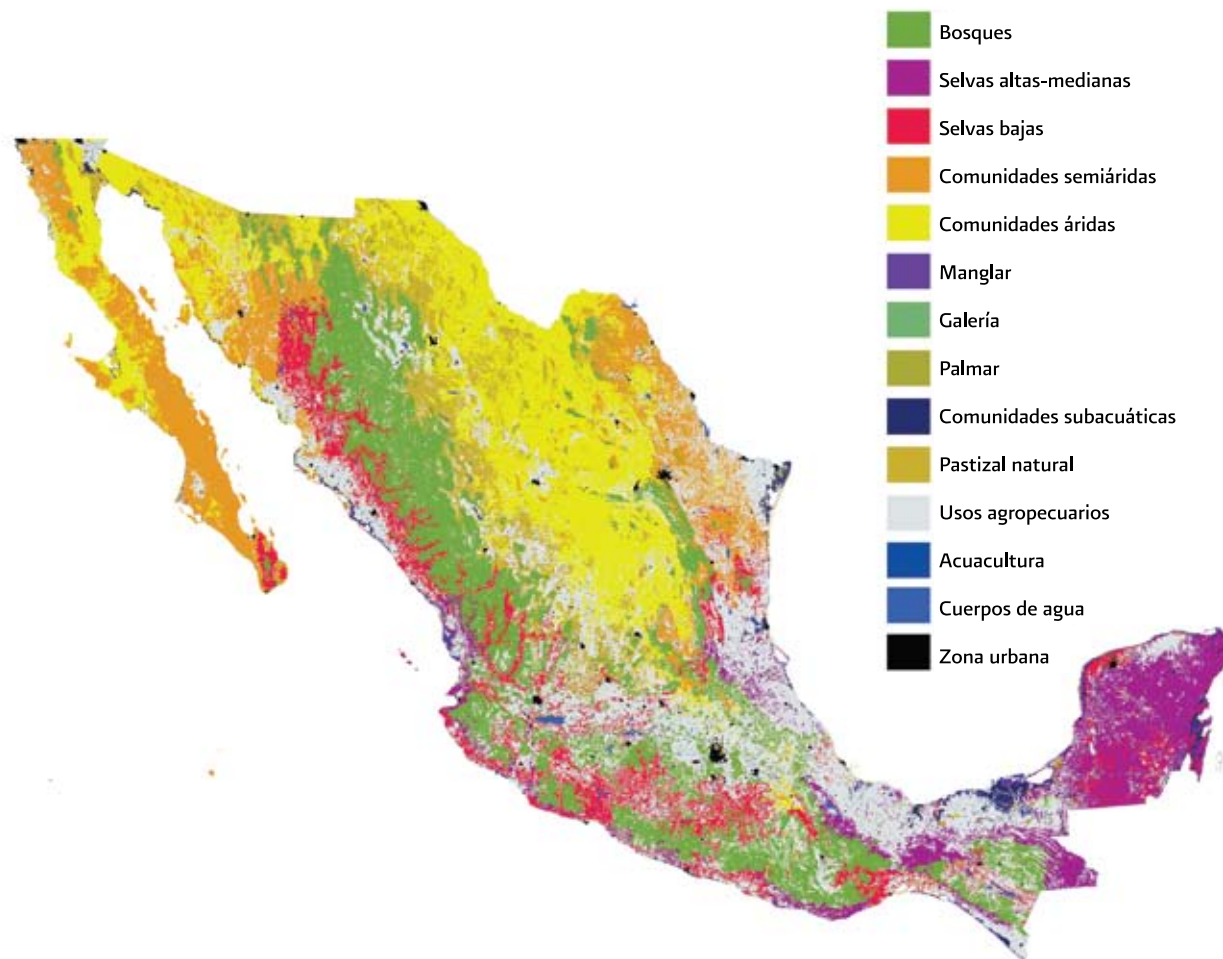 Bosques
Selvas altas-medianas
Selvas bajas
Comunidades semiáridas
Comunidades áridas
Manglar
Galería
Palmar
Comunidades subacuáticas
Pastizal natural
Usos agropecuarios
Acuacultura
Cuerpos de agua
Zona urbana